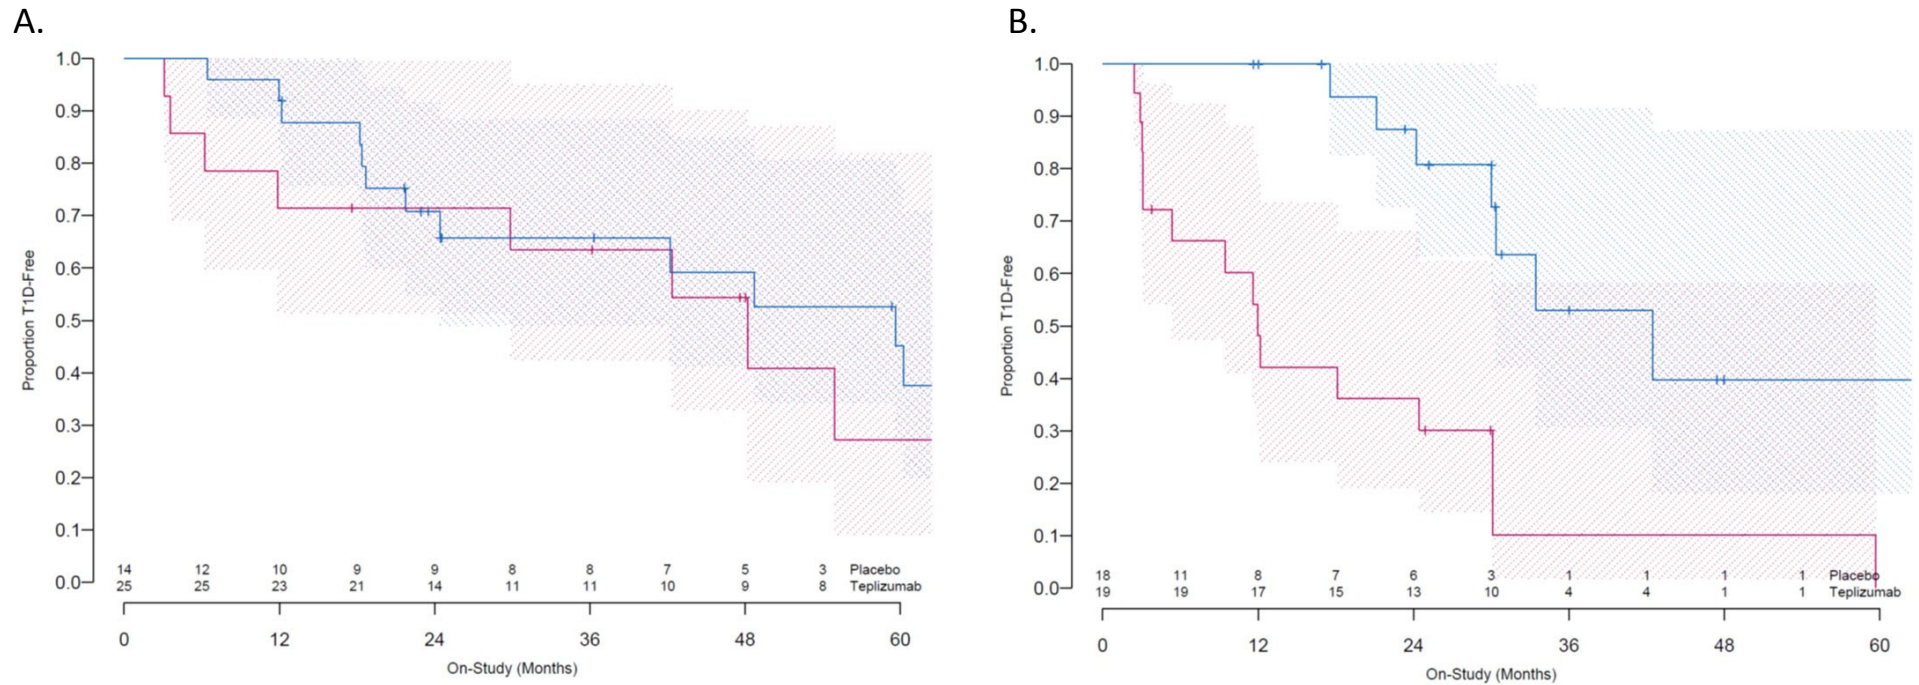 A.
1.0
0.9
0.8
0.7
0.6
0.5
0.4
0.3
0.2
0.1
0.0
Proportion T1D-Free
14 12 10 9 9 8 8 7 5 3 Placebo
25 25 23 21 14 11 11 10 9 8 Teplizumab
0 12 24 36 48 60
On-Study (Months)
B.
1.0
0.9
0.8
0.7
0.6
0.5
0.4
0.3
0.2
0.1
0.0
Proportion T1D-Free
18 11 8 7 6 3 1 1 1 1 Placebo
19 19 17 15 13 10 4 4 1 1 Teplizumab
0 12 24 36 48 60
On-Study (Months)